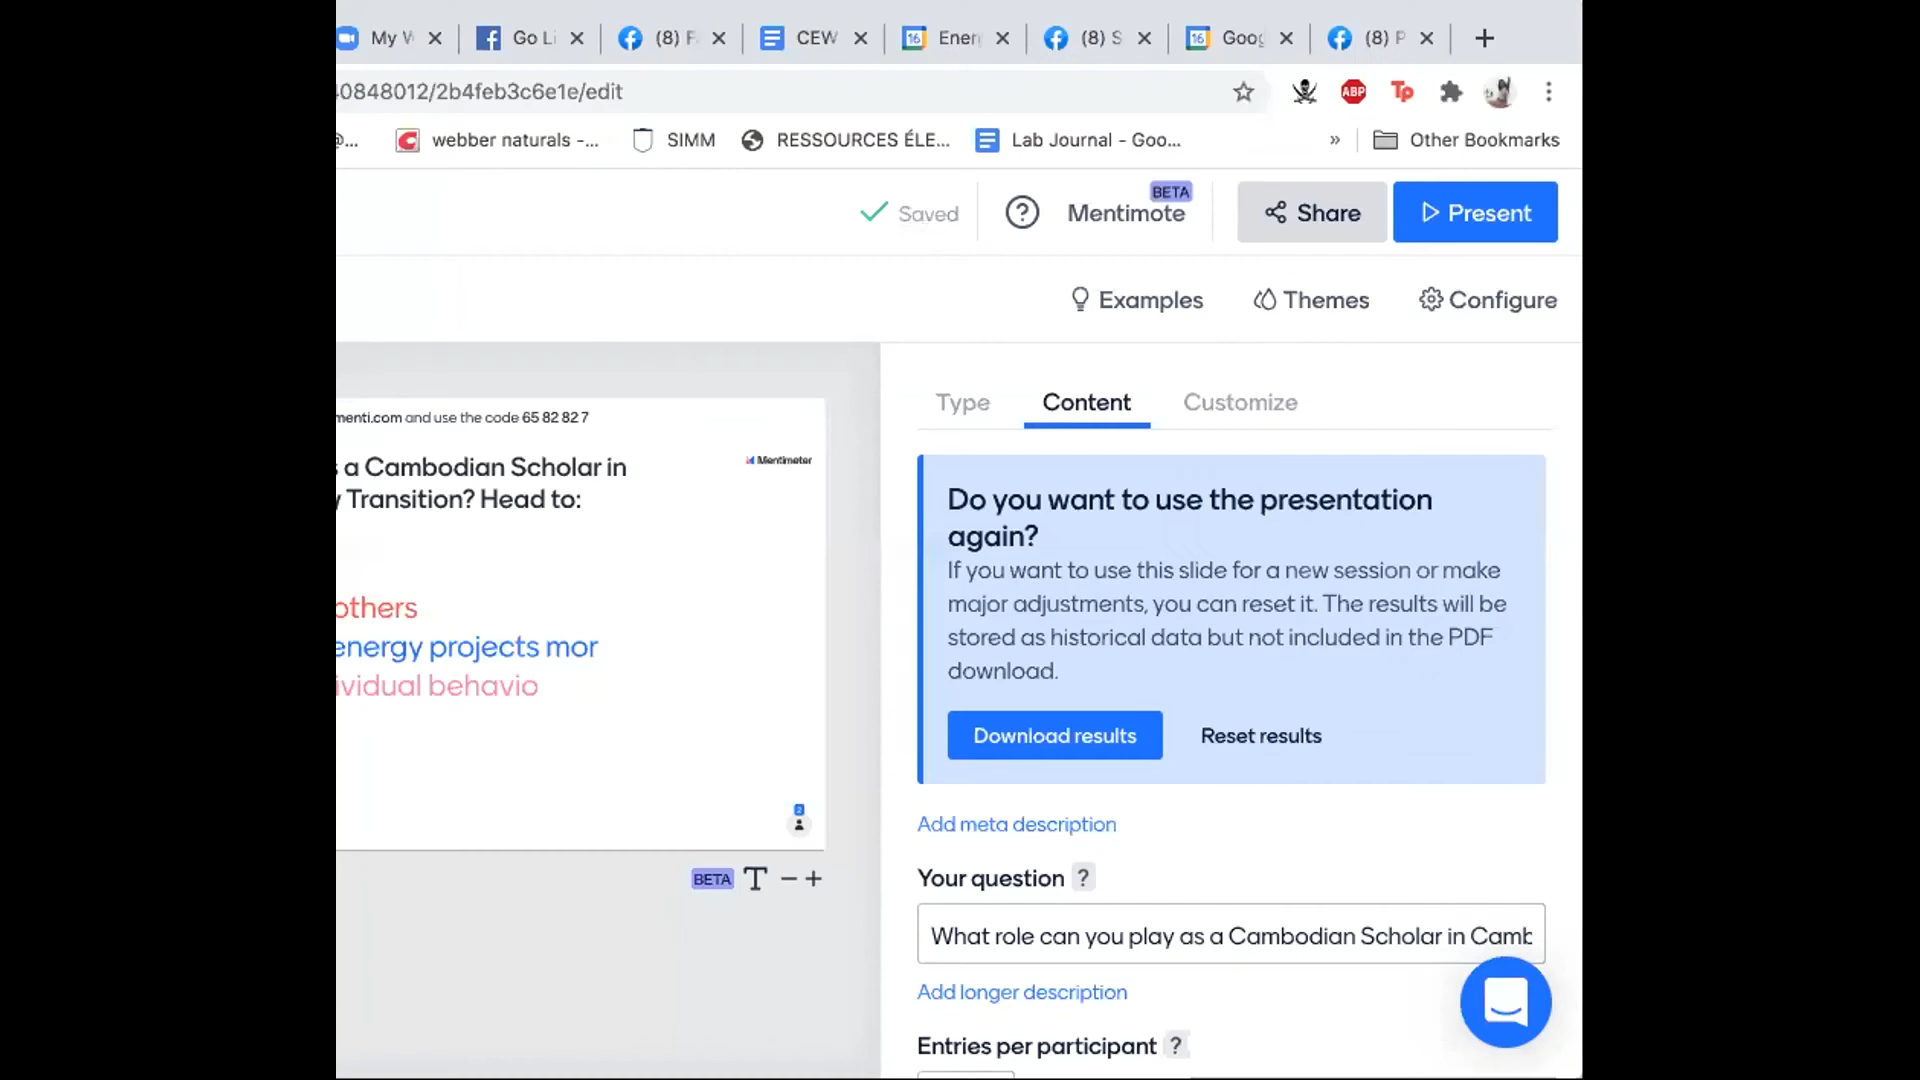 My
Go Li
(8)
CEW
Ener
(8) S
Goog
(8) P
40848012/2b4feb3c6e1e/edit
ABP
Tp
@...
webber naturals -...
SIMM
RESSOURCES ÉLE...
Lab Journal - Goo...
»
Other Bookmarks
Saved
Mentimote
BETA
Share
Present
Examples
Themes
Configure
menti.com and use the code 65 82 82 7
Mentimeter
a Cambodian Scholar in
Transition? Head to:
others
energy projects mor
ividual behavio
2
BETA T − +
Type
Content
Customize
Do you want to use the presentation
again?
If you want to use this slide for a new session or make
major adjustments, you can reset it. The results will be
stored as historical data but not included in the PDF
download.
Download results
Reset results
Add meta description
Your question ?
What role can you play as a Cambodian Scholar in Camb
Add longer description
Entries per participant ?